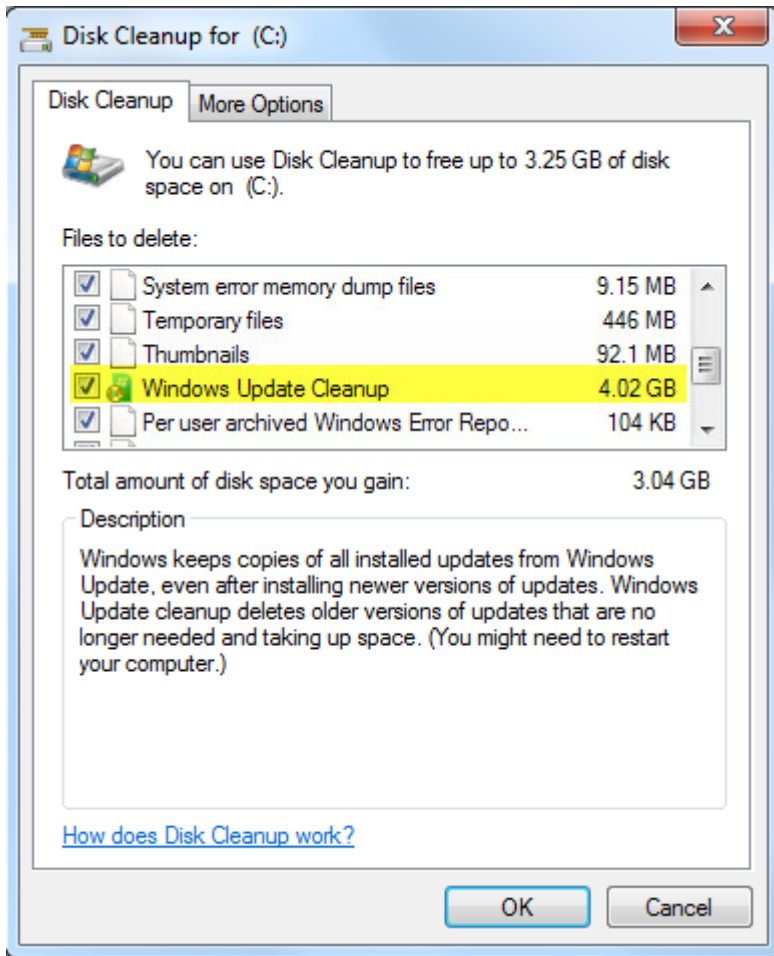 Disk Cleanup for (C:)
Disk Cleanup
More Options
You can use Disk Cleanup to free up to 3.25 GB of disk
space on (C:).
Files to delete:
System error memory dump files 9.15 MB
Temporary files 446 MB
Thumbnails 92.1 MB
Windows Update Cleanup 4.02 GB
Per user archived Windows Error Repo... 104 KB
Total amount of disk space you gain: 3.04 GB
Description
Windows keeps copies of all installed updates from Windows
Update, even after installing newer versions of updates. Windows
Update cleanup deletes older versions of updates that are no
longer needed and taking up space. (You might need to restart
your computer.)
How does Disk Cleanup work?
OK
Cancel